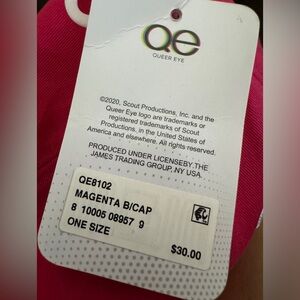 QE
QUEER EYE
©2020, Scout Productions, Inc. and the
Queer Eye logo are trademarks or
registered trademarks of Scout
Productions, in the United States of
America and elsewhere. All rights reserved.
PRODUCED UNDER LICENSEBY.THE
JAMES TRADING GROUP, NY USA.
QE8102
MAGENTA B/CAP
8 10005 08957 9
ONE SIZE
$30.00